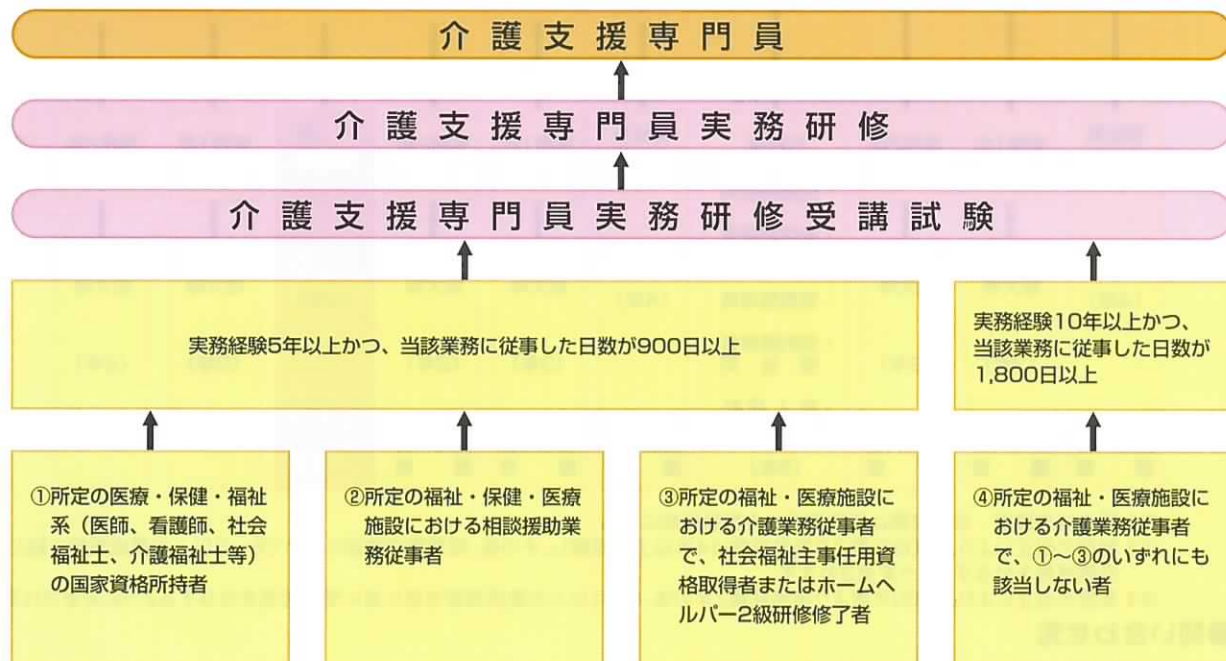 介護支援専門員
介護支援専門員実務研修
介護支援専門員実務研修受講試験
実務経験5年以上かつ、当該業務に従事した日数が900日以上
実務経験10年以上かつ、
当該業務に従事した日数が
1,800日以上
①所定の医療・保健・福祉
系（医師、看護師、社会
福祉士、介護福祉士等）
の国家資格所持者
②所定の福祉・保健・医療
施設における相談援助業
務従事者
③所定の福祉・医療施設に
おける介護業務従事者
で、社会福祉主事任用資
格取得者またはホームヘ
ルパー2級研修修了者
④所定の福祉・医療施設に
おける介護業務従事者
で、①〜③のいずれにも
該当しない者